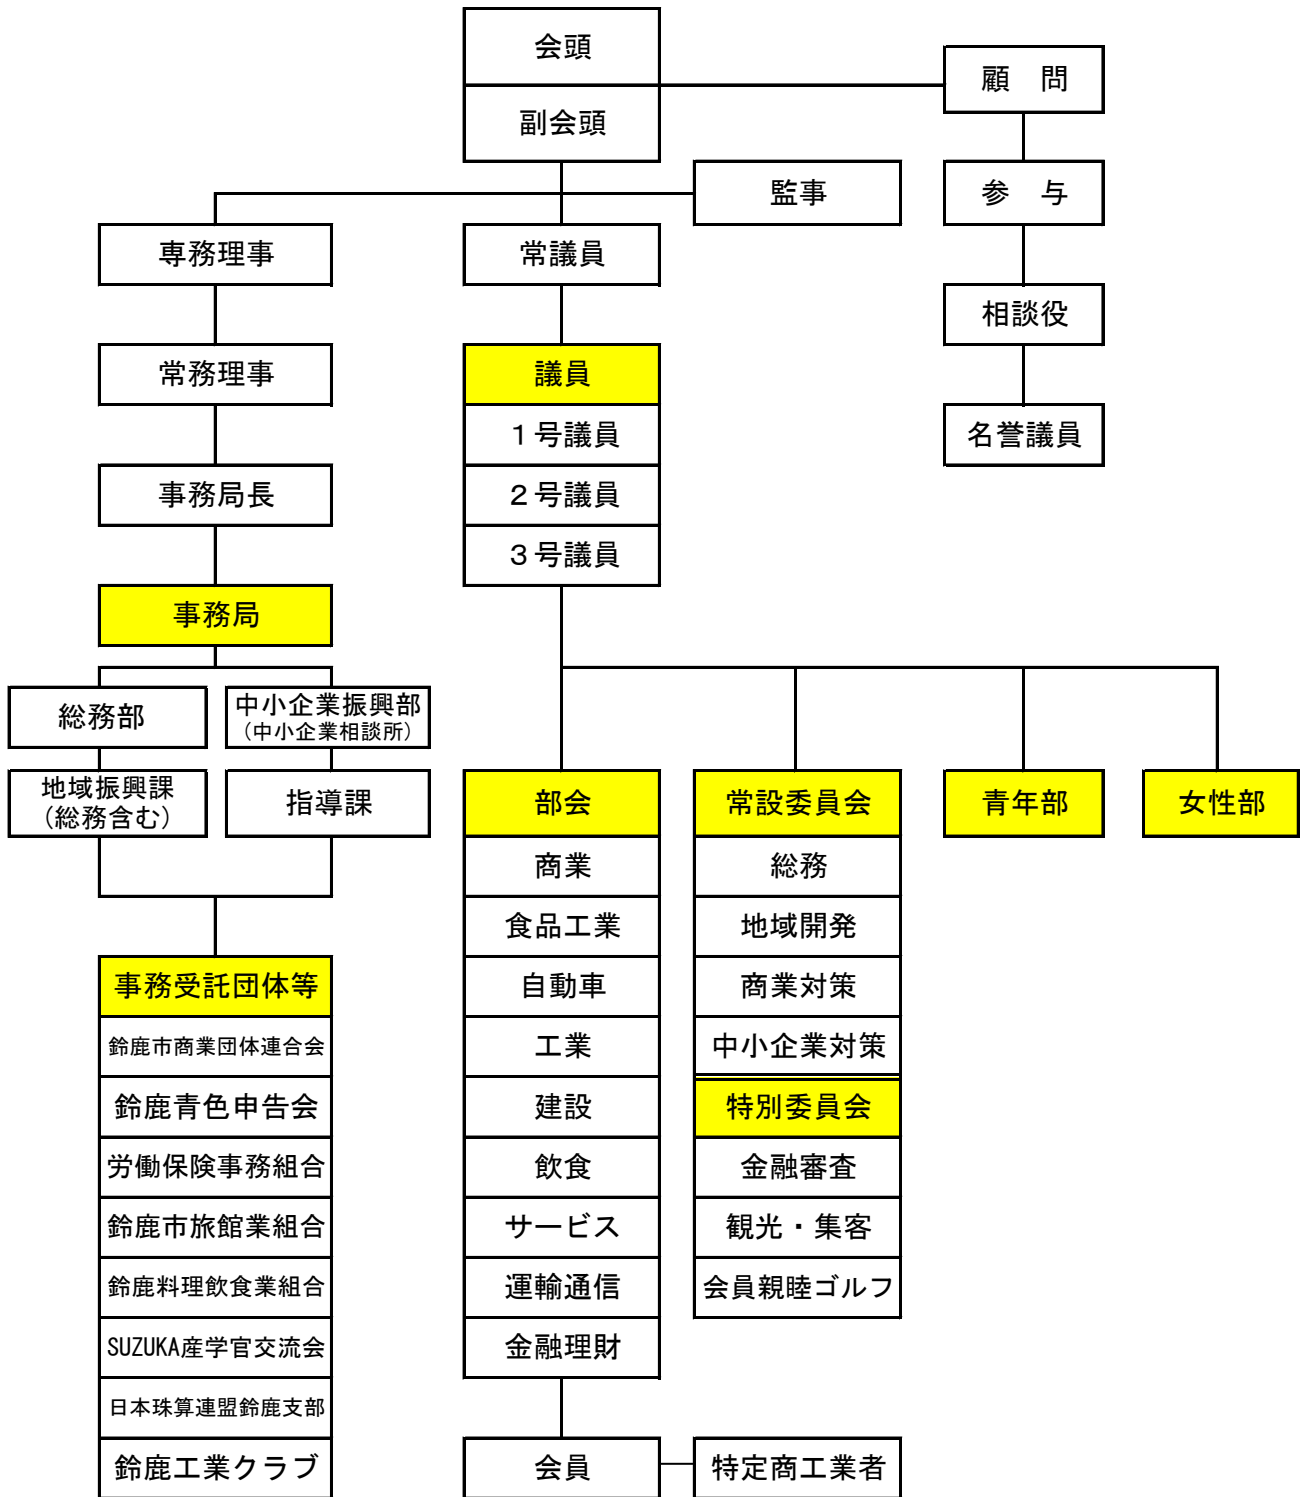 会頭
副会頭
顧　問
監事
参　与
専務理事
常議員
相談役
常務理事
議員
1号議員
名誉議員
事務局長
2号議員
3号議員
事務局
総務部
中小企業振興部
（中小企業相談所）
地域振興課
（総務含む）
指導課
部会
常設委員会
青年部
女性部
商業
食品工業
自動車
工業
建設
飲食
サービス
運輸通信
金融理財
総務
地域開発
商業対策
中小企業対策
特別委員会
金融審査
観光・集客
会員親睦ゴルフ
事務受託団体等
鈴鹿市商業団体連合会
鈴鹿青色申告会
労働保険事務組合
鈴鹿市旅館業組合
鈴鹿料理飲食業組合
SUZUKA産学官交流会
日本珠算連盟鈴鹿支部
鈴鹿工業クラブ
会員
特定商工業者